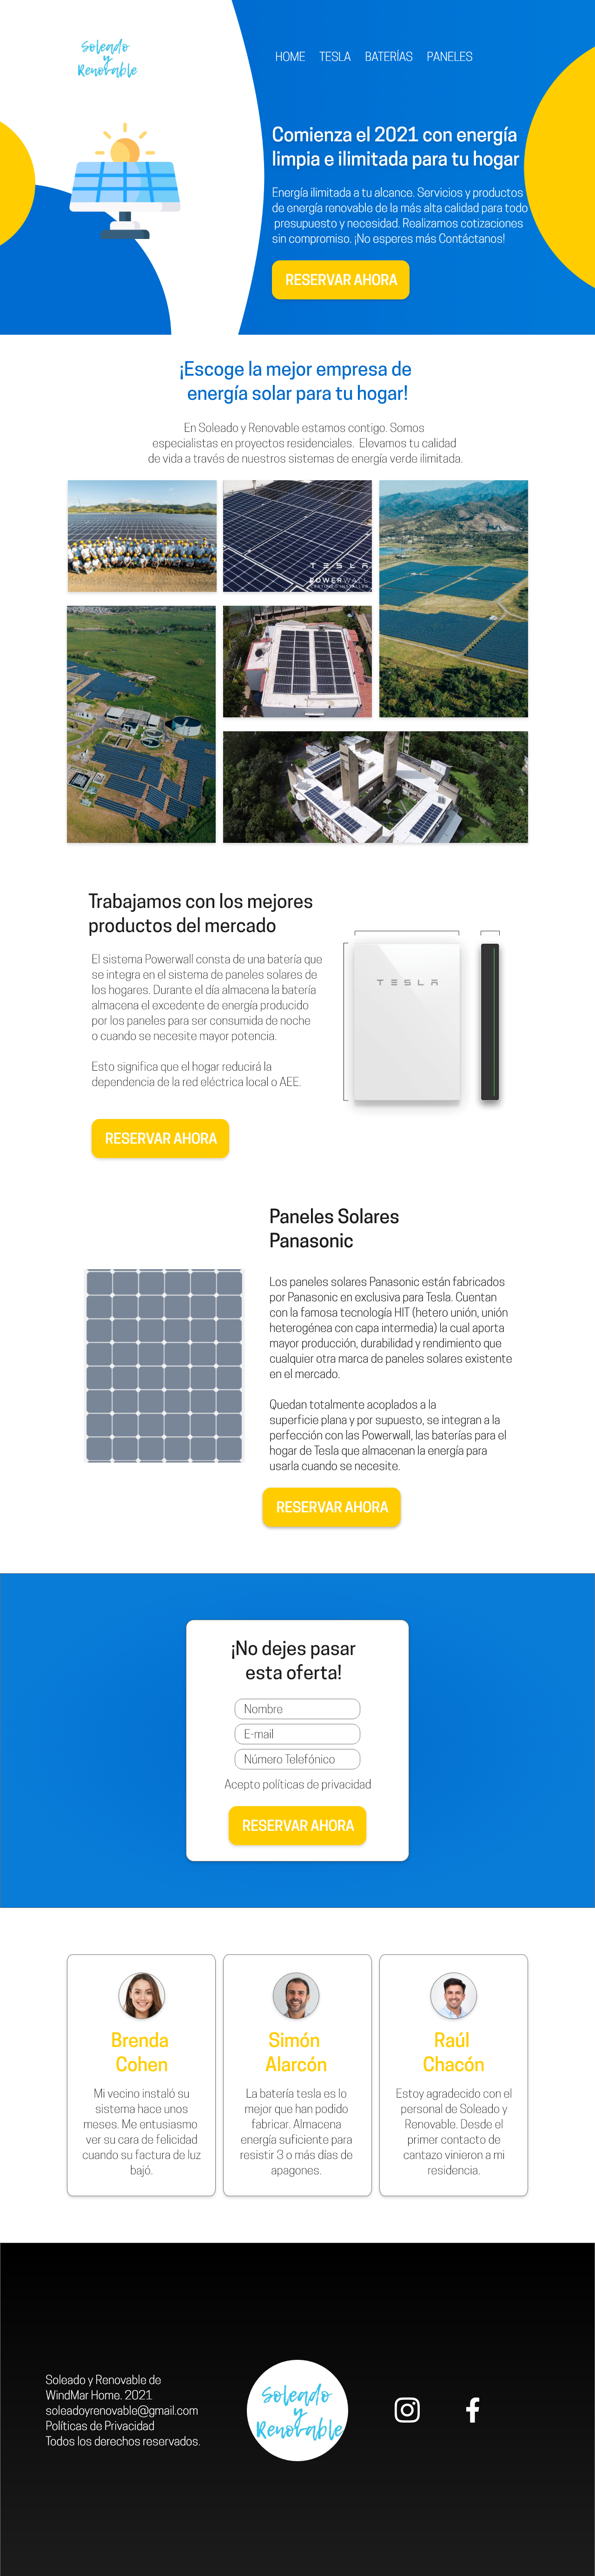 Soleado
y
Renovable
HOME TESLA BATERÍAS PANELES
Comienza el 2021 con energía
limpia e ilimitada para tu hogar
Energía ilimitada a tu alcance. Servicios y productos
de energía renovable de la más alta calidad para todo
presupuesto y necesidad. Realizamos cotizaciones
sin compromiso. ¡No esperes más Contáctanos!
RESERVAR AHORA
¡Escoge la mejor empresa de
energía solar para tu hogar!
En Soleado y Renovable estamos contigo. Somos
especialistas en proyectos residenciales. Elevamos tu calidad
de vida a través de nuestros sistemas de energía verde ilimitada.
TESLA
POWERWALL
CERTIFIED INSTALLER
Trabajamos con los mejores
productos del mercado
El sistema Powerwall consta de una batería que
se integra en el sistema de paneles solares de
los hogares. Durante el día almacena la batería
almacena el excedente de energía producido
por los paneles para ser consumida de noche
o cuando se necesite mayor potencia.
Esto significa que el hogar reducirá la
dependencia de la red eléctrica local o AEE.
TESLA
RESERVAR AHORA
Paneles Solares
Panasonic
Los paneles solares Panasonic están fabricados
por Panasonic en exclusiva para Tesla. Cuentan
con la famosa tecnología HIT (hetero unión, unión
heterogénea con capa intermedia) la cual aporta
mayor producción, durabilidad y rendimiento que
cualquier otra marca de paneles solares existente
en el mercado.
Quedan totalmente acoplados a la
superficie plana y por supuesto, se integran a la
perfección con las Powerwall, las baterías para el
hogar de Tesla que almacenan la energía para
usarla cuando se necesite.
RESERVAR AHORA
¡No dejes pasar
esta oferta!
Nombre
E-mail
Número Telefónico
Acepto políticas de privacidad
RESERVAR AHORA
Brenda
Cohen
Mi vecino instaló su
sistema hace unos
meses. Me entusiasmo
ver su cara de felicidad
cuando su factura de luz
bajó.
Simón
Alarcón
La batería tesla es lo
mejor que han podido
fabricar. Almacena
energía suficiente para
resistir 3 o más días de
apagones.
Raúl
Chacón
Estoy agradecido con el
personal de Soleado y
Renovable. Desde el
primer contacto de
cantazo vinieron a mi
residencia.
Soleado y Renovable de
WindMar Home. 2021
soleadoyrenovable@gmail.com
Políticas de Privacidad
Todos los derechos reservados.
Soleado
y
Renovable